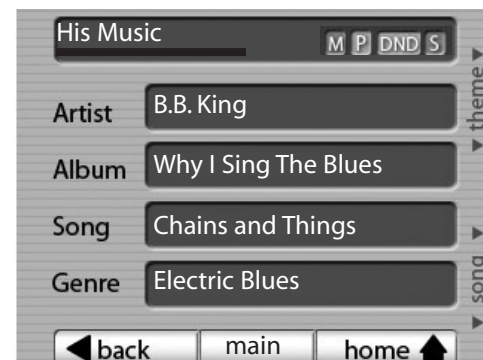 His Music M P DND S
theme
Artist B.B. King
Album Why I Sing The Blues
Song Chains and Things
Genre Electric Blues
song
back main home